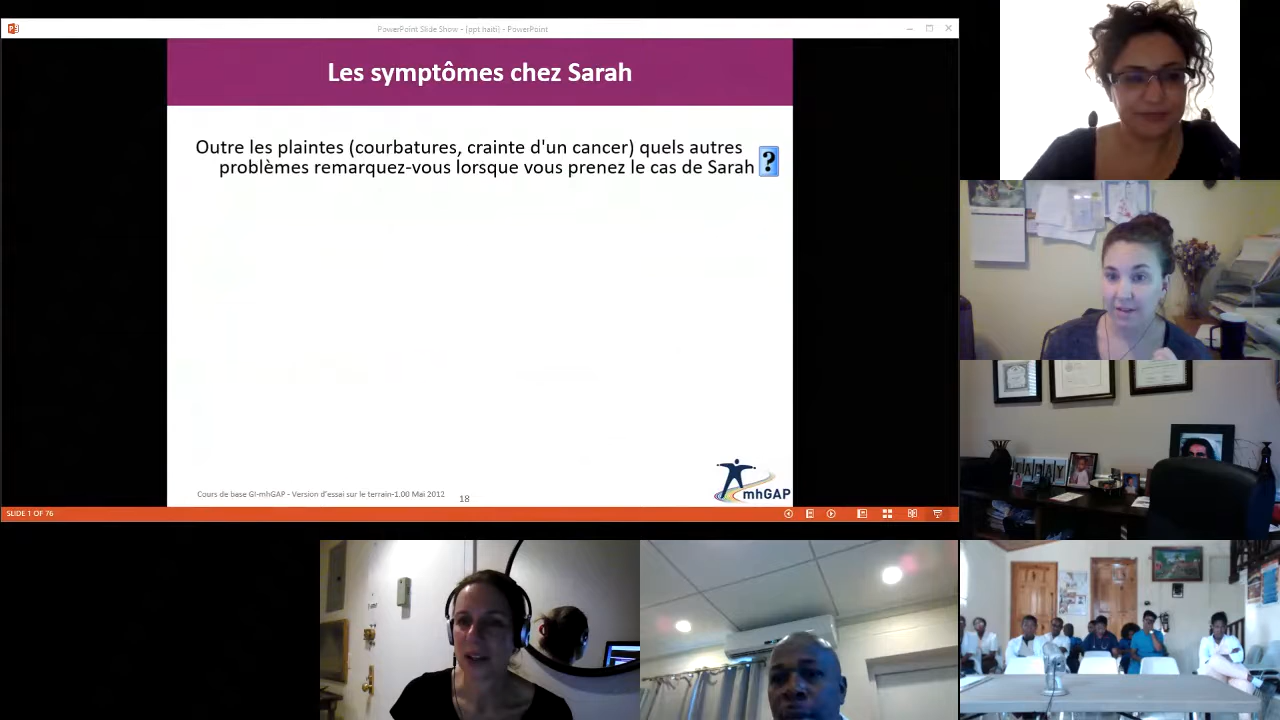 PowerPoint Slide Show - [ppt haiti] - PowerPoint
Les symptômes chez Sarah
Outre les plaintes (courbatures, crainte d'un cancer) quels autres
problèmes remarquez-vous lorsque vous prenez le cas de Sarah ?
mhGAP
Cours de base GI-mhGAP - Version d'essai sur le terrain-1.00 Mai 2012
18
SLIDE 1 OF 76